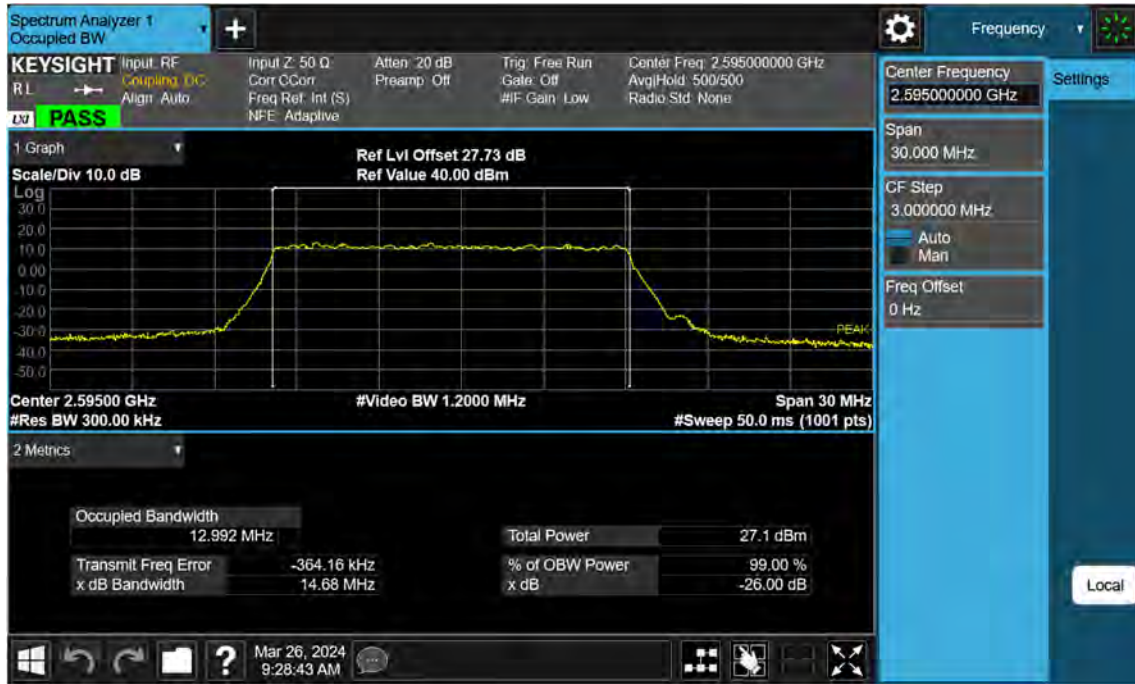 Spectrum Analyzer 1
Occupied BW
+
Frequency
KEYSIGHT
RL
LXI
PASS
Input: RF
Coupling: DC
Align: Auto
Input Z: 50 Ω
Corr CCorr
Freq Ref: Int (S)
NFE: Adaptive
Atten: 20 dB
Preamp: Off
Trig: Free Run
Gate: Off
#IF Gain: Low
Center Freq: 2.595000000 GHz
Avg|Hold: 500/500
Radio Std: None
Center Frequency
2.595000000 GHz
Settings
Span
30.000 MHz
CF Step
3.000000 MHz
Auto
Man
Freq Offset
0 Hz
Local
1 Graph
Scale/Div 10.0 dB
Ref Lvl Offset 27.73 dB
Ref Value 40.00 dBm
Log
30.0
20.0
10.0
0.00
-10.0
-20.0
-30.0
-40.0
-50.0
PEAK
Center 2.59500 GHz
#Video BW 1.2000 MHz
Span 30 MHz
#Res BW 300.00 kHz
#Sweep 50.0 ms (1001 pts)
2 Metrics
Occupied Bandwidth
12.992 MHz
Total Power 27.1 dBm
Transmit Freq Error -364.16 kHz
% of OBW Power 99.00 %
x dB Bandwidth 14.68 MHz
x dB -26.00 dB
?
Mar 26, 2024
9:28:43 AM